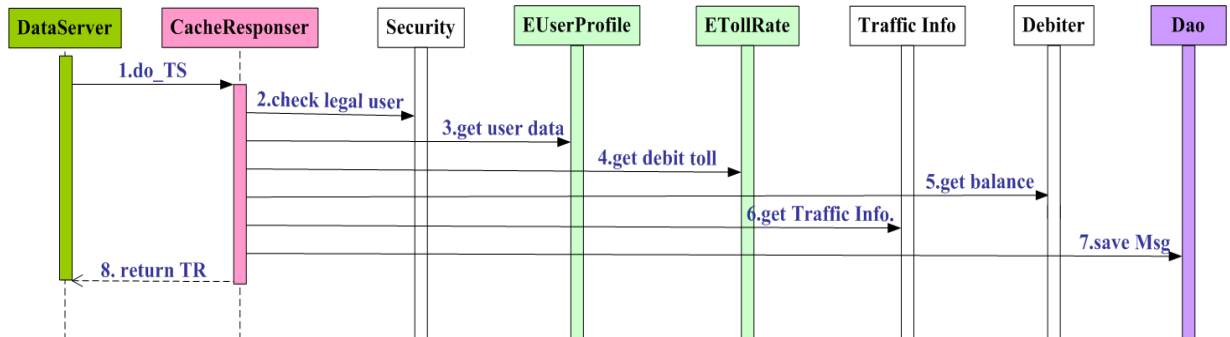 DataServer
CacheResponser
Security
EUserProfile
ETollRate
Traffic Info
Debiter
Dao
1.do_TS
2.check legal user
3.get user data
4.get debit toll
5.get balance
6.get Traffic Info.
7.save Msg
8. return TR